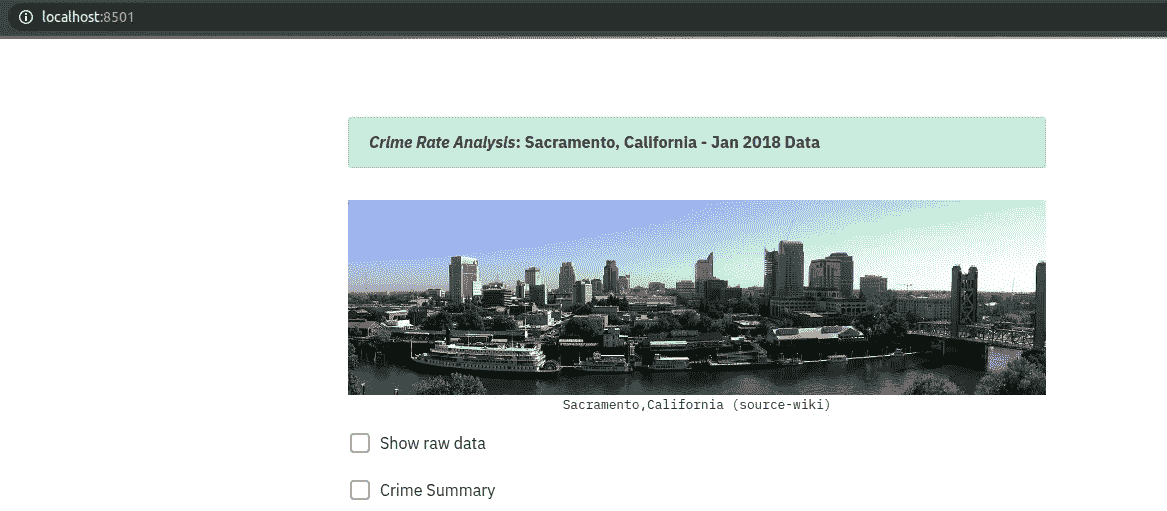 localhost:8501
Crime Rate Analysis: Sacramento, California - Jan 2018 Data
Sacramento,California (source-wiki)
Show raw data
Crime Summary